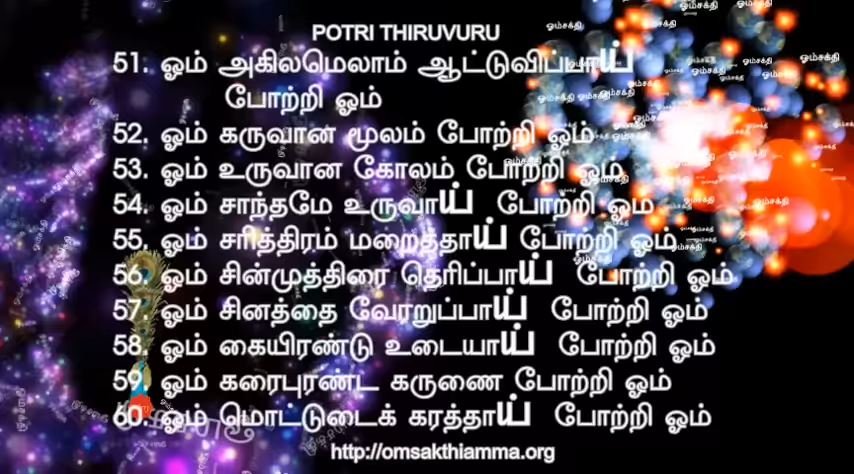 POTRI THIRUVURU
51. ஓம் அகிலமெலாம் ஆட்டுவிப்பாய்
போற்றி ஓம்
52. ஓம் கருவான மூலம் போற்றி ஓம்
53. ஓம் உருவான கோலம் போற்றி ஓம்
54. ஓம் சாந்தமே உருவாய் போற்றி ஓம்
55. ஓம் சரித்திரம் மறைத்தாய் போற்றி ஓம்
56. ஓம் சின்முத்திரை தெரிப்பாய் போற்றி ஓம்
57. ஓம் சினத்தை வேரறுப்பாய் போற்றி ஓம்
58. ஓம் கையிரண்டு உடையாய் போற்றி ஓம்
59. ஓம் கரைபுரண்ட கருணை போற்றி ஓம்
60. ஓம் மொட்டுடைக் கரத்தாய் போற்றி ஓம்
http://omsakthiamma.org